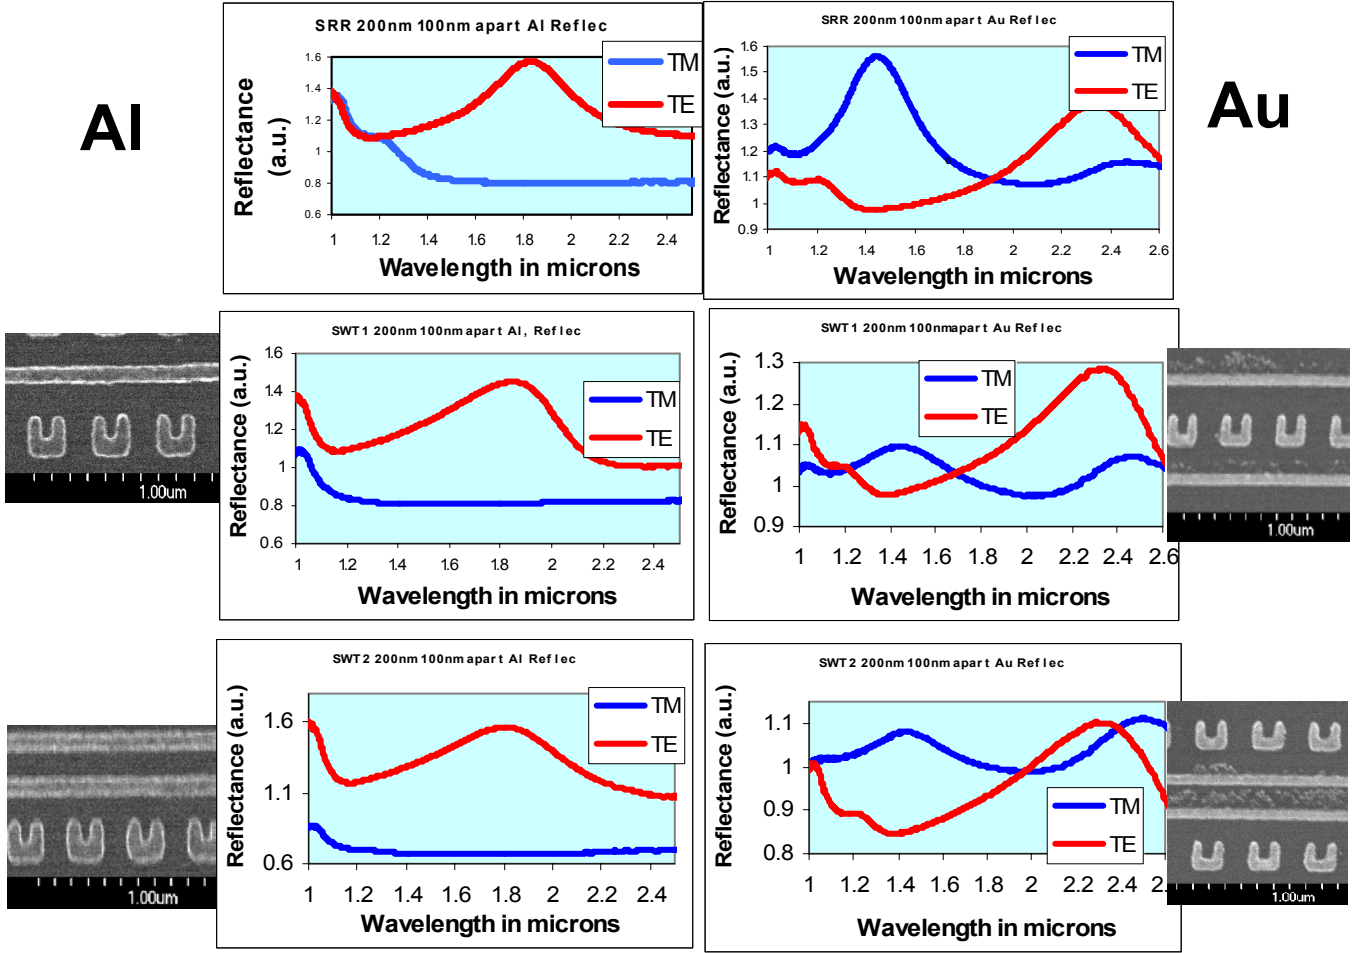 Al
Au
SRR 200nm 100nm apart Al Reflec
TM
TE
Reflectance
(a.u.)
1.6
1.4
1.2
1
0.8
0.6
1 1.2 1.4 1.6 1.8 2 2.2 2.4
Wavelength in microns
SRR 200nm 100nm apart Au Reflec
TM
TE
Reflectance (a.u.)
1.6
1.5
1.4
1.3
1.2
1.1
1
0.9
1 1.2 1.4 1.6 1.8 2 2.2 2.4 2.6
Wavelength in microns
1.00um
SWT1 200nm 100nm apart Al, Reflec
TM
TE
Reflectance (a.u.)
1.6
1.4
1.2
1
0.8
0.6
1 1.2 1.4 1.6 1.8 2 2.2 2.4
Wavelength in microns
SWT1 200nm 100nmapart Au Reflec
TM
TE
Reflectance (a.u.)
1.3
1.2
1.1
1
0.9
1 1.2 1.4 1.6 1.8 2 2.2 2.4 2.6
Wavelength in microns
1.00um
1.00um
SWT2 200nm 100nm apart Al Reflec
TM
TE
Reflectance (a.u.)
1.6
1.1
0.6
1 1.2 1.4 1.6 1.8 2 2.2 2.4
Wavelength in microns
SWT2 200nm 100nm apart Au Reflec
TM
TE
Reflectance (a.u.)
1.1
1
0.9
0.8
1 1.2 1.4 1.6 1.8 2 2.2 2.4
Wavelength in microns
1.00um